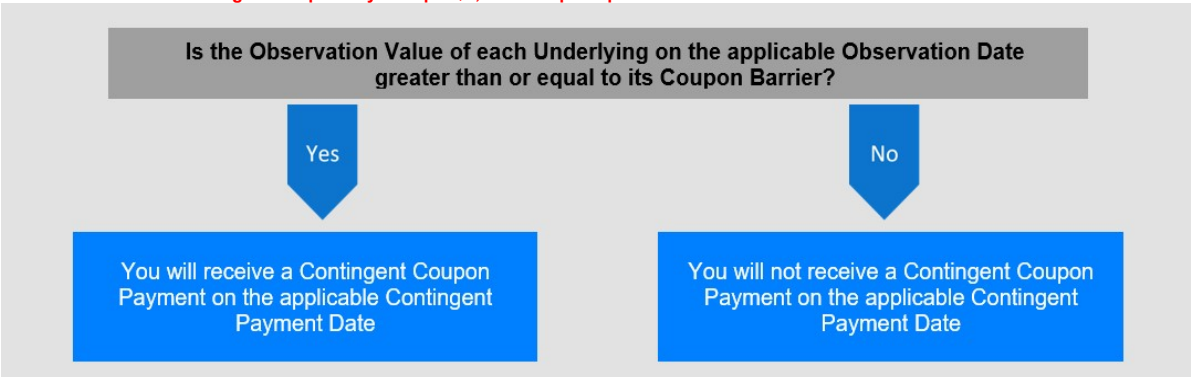 Is the Observation Value of each Underlying on the applicable Observation Date
greater than or equal to its Coupon Barrier?
Yes
No
You will receive a Contingent Coupon
Payment on the applicable Contingent
Payment Date
You will not receive a Contingent Coupon
Payment on the applicable Contingent
Payment Date